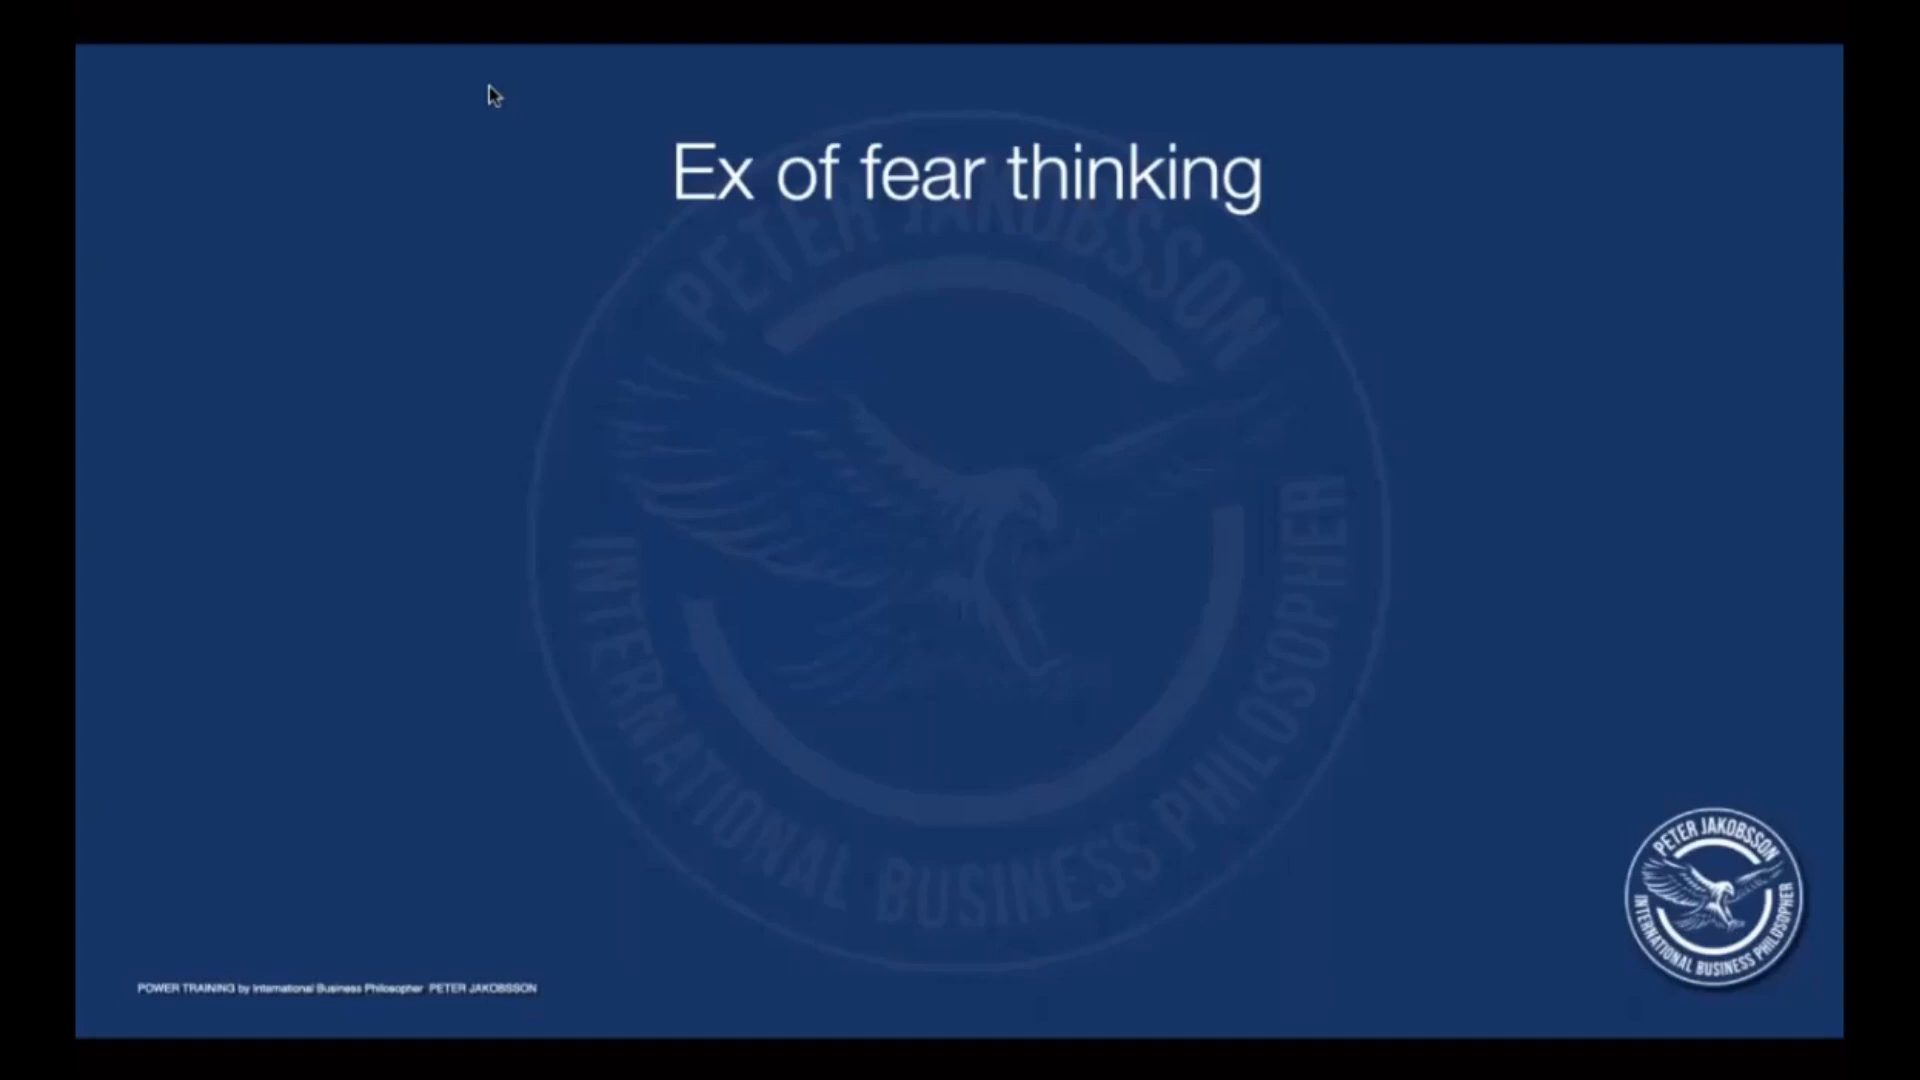 Ex of fear thinking
PETER JAKOBSSON
INTERNATIONAL BUSINESS PHILOSOPHER
PETER JAKOBSSON
INTERNATIONAL BUSINESS PHILOSOPHER
POWER TRAINING by International Business Philosopher PETER JAKOBSSON